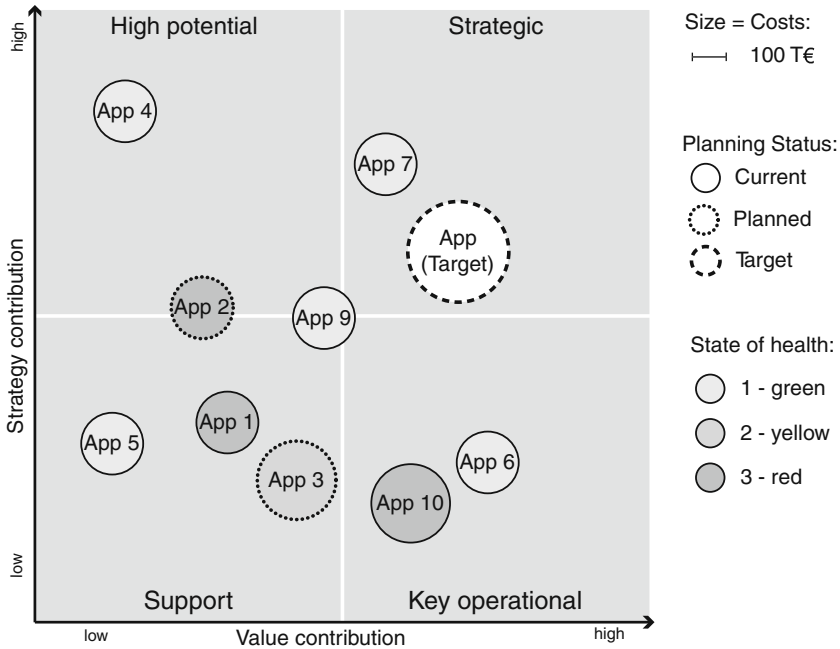 High potential
Strategic
Size = Costs:
100 T€
high
App 4
App 7
Planning Status:
Current
Planned
Target
App
(Target)
App 2
App 9
Strategy contribution
State of health:
1 - green
2 - yellow
3 - red
App 1
App 5
App 3
App 6
App 10
low
Support
Key operational
low
Value contribution
high